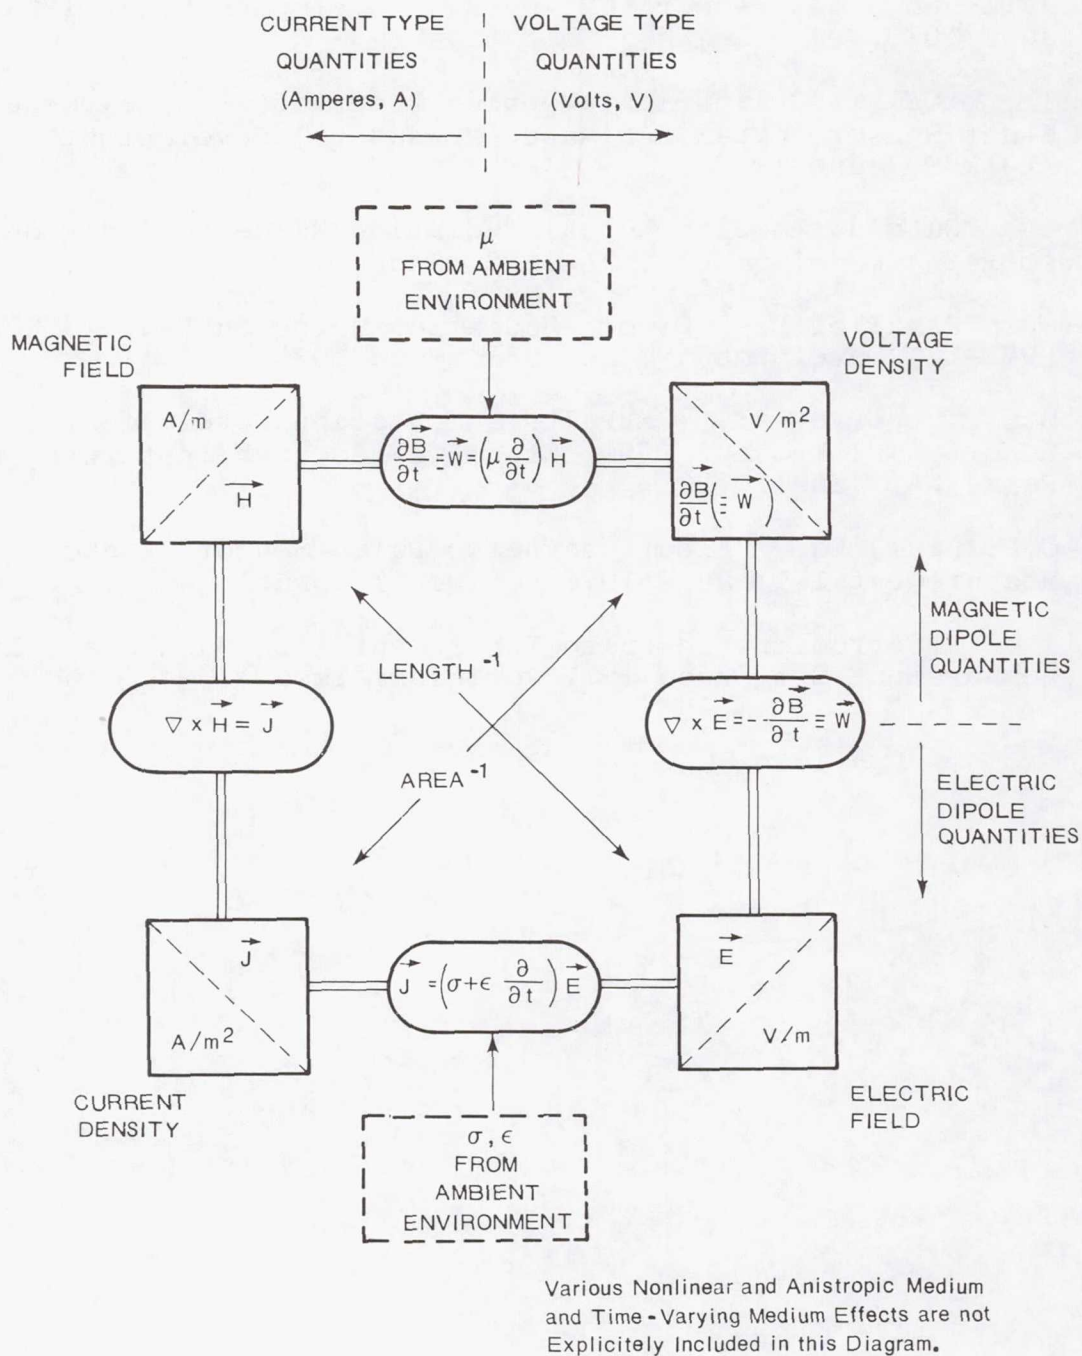 CURRENT TYPE
QUANTITIES
(Amperes, A)
VOLTAGE TYPE
QUANTITIES
(Volts, V)
μ
FROM AMBIENT
ENVIRONMENT
MAGNETIC
FIELD
VOLTAGE
DENSITY
A/m
H⃗
∂B⃗/∂t ≡ W⃗ = (μ ∂/∂t) H⃗
V/m²
∂B⃗/∂t (≡ W⃗)
MAGNETIC
DIPOLE
QUANTITIES
LENGTH⁻¹
∇ x H⃗ = J⃗
∇ x E⃗ = -∂B⃗/∂t ≡ W⃗
AREA⁻¹
ELECTRIC
DIPOLE
QUANTITIES
J⃗
A/m²
J⃗ = (σ+ϵ ∂/∂t) E⃗
E⃗
V/m
CURRENT
DENSITY
ELECTRIC
FIELD
σ, ϵ
FROM
AMBIENT
ENVIRONMENT
Various Nonlinear and Anistropic Medium
and Time-Varying Medium Effects are not
Explicitely Included in this Diagram.